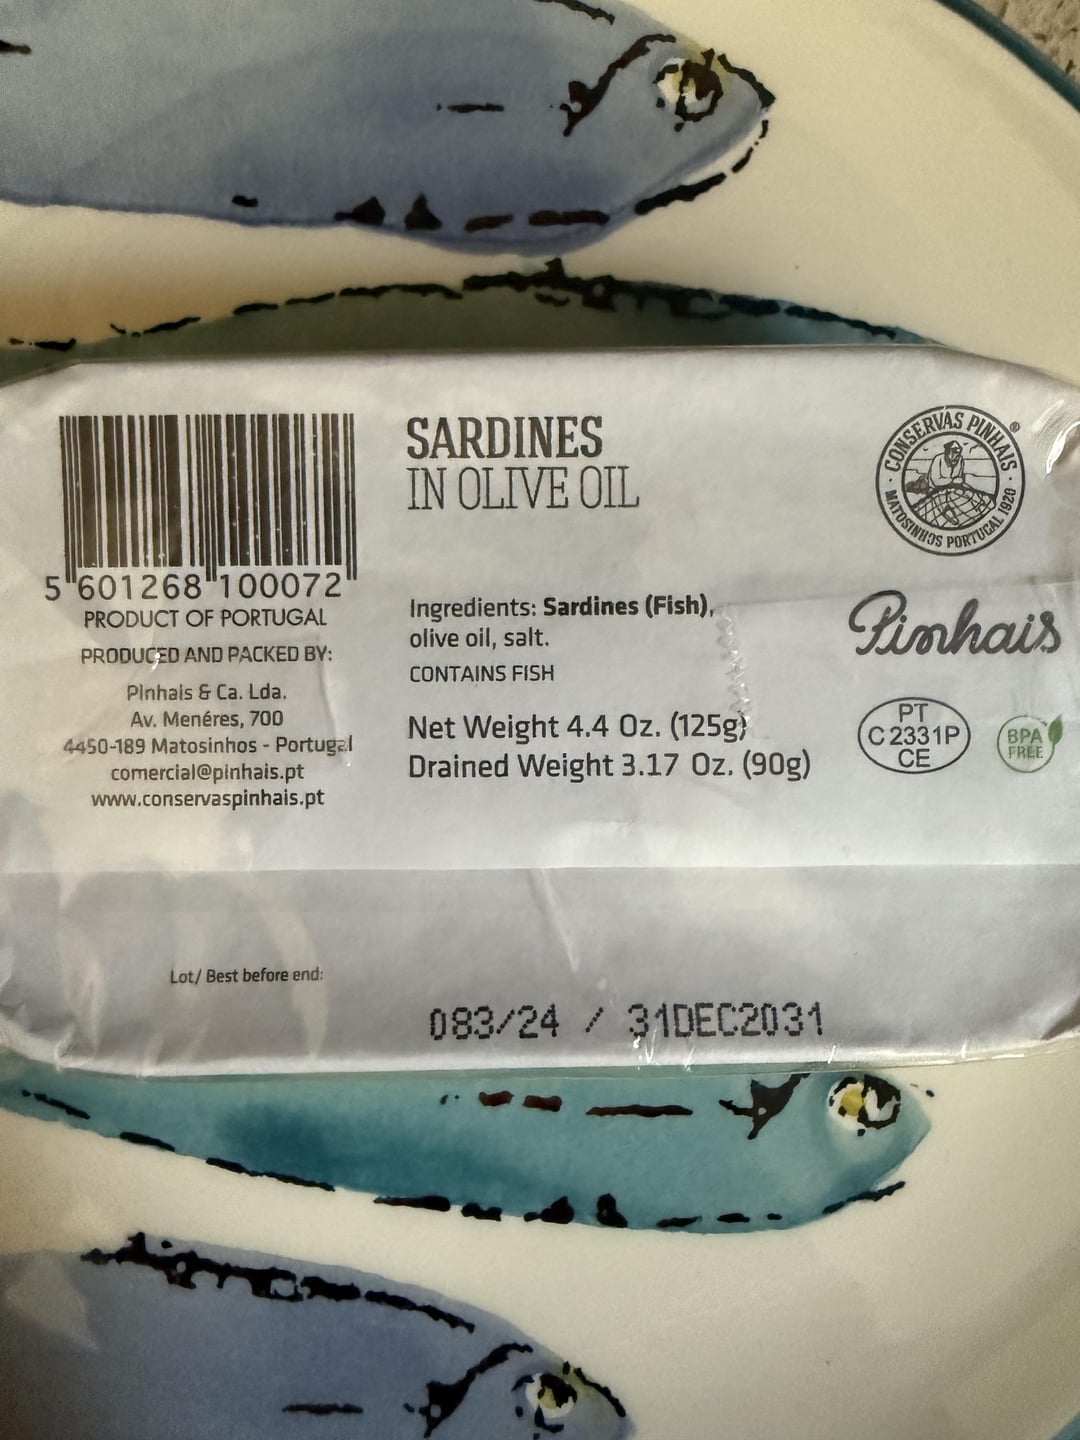 5 601268 100072
PRODUCT OF PORTUGAL
PRODUCED AND PACKED BY:
Pinhais & Ca. Lda.
Av. Menéres, 700
4450-189 Matosinhos - Portugal
comercial@pinhais.pt
www.conservaspinhais.pt
SARDINES
IN OLIVE OIL
Ingredients: Sardines (Fish),
olive oil, salt.
CONTAINS FISH
Net Weight 4.4 Oz. (125g)
Drained Weight 3.17 Oz. (90g)
· CONSERVAS PINHAIS · ®
MATOSINHOS PORTUGAL 1920
Pinhais
PT
C 2331P
CE
BPA
FREE
Lot/ Best before end:
083/24 / 31DEC2031